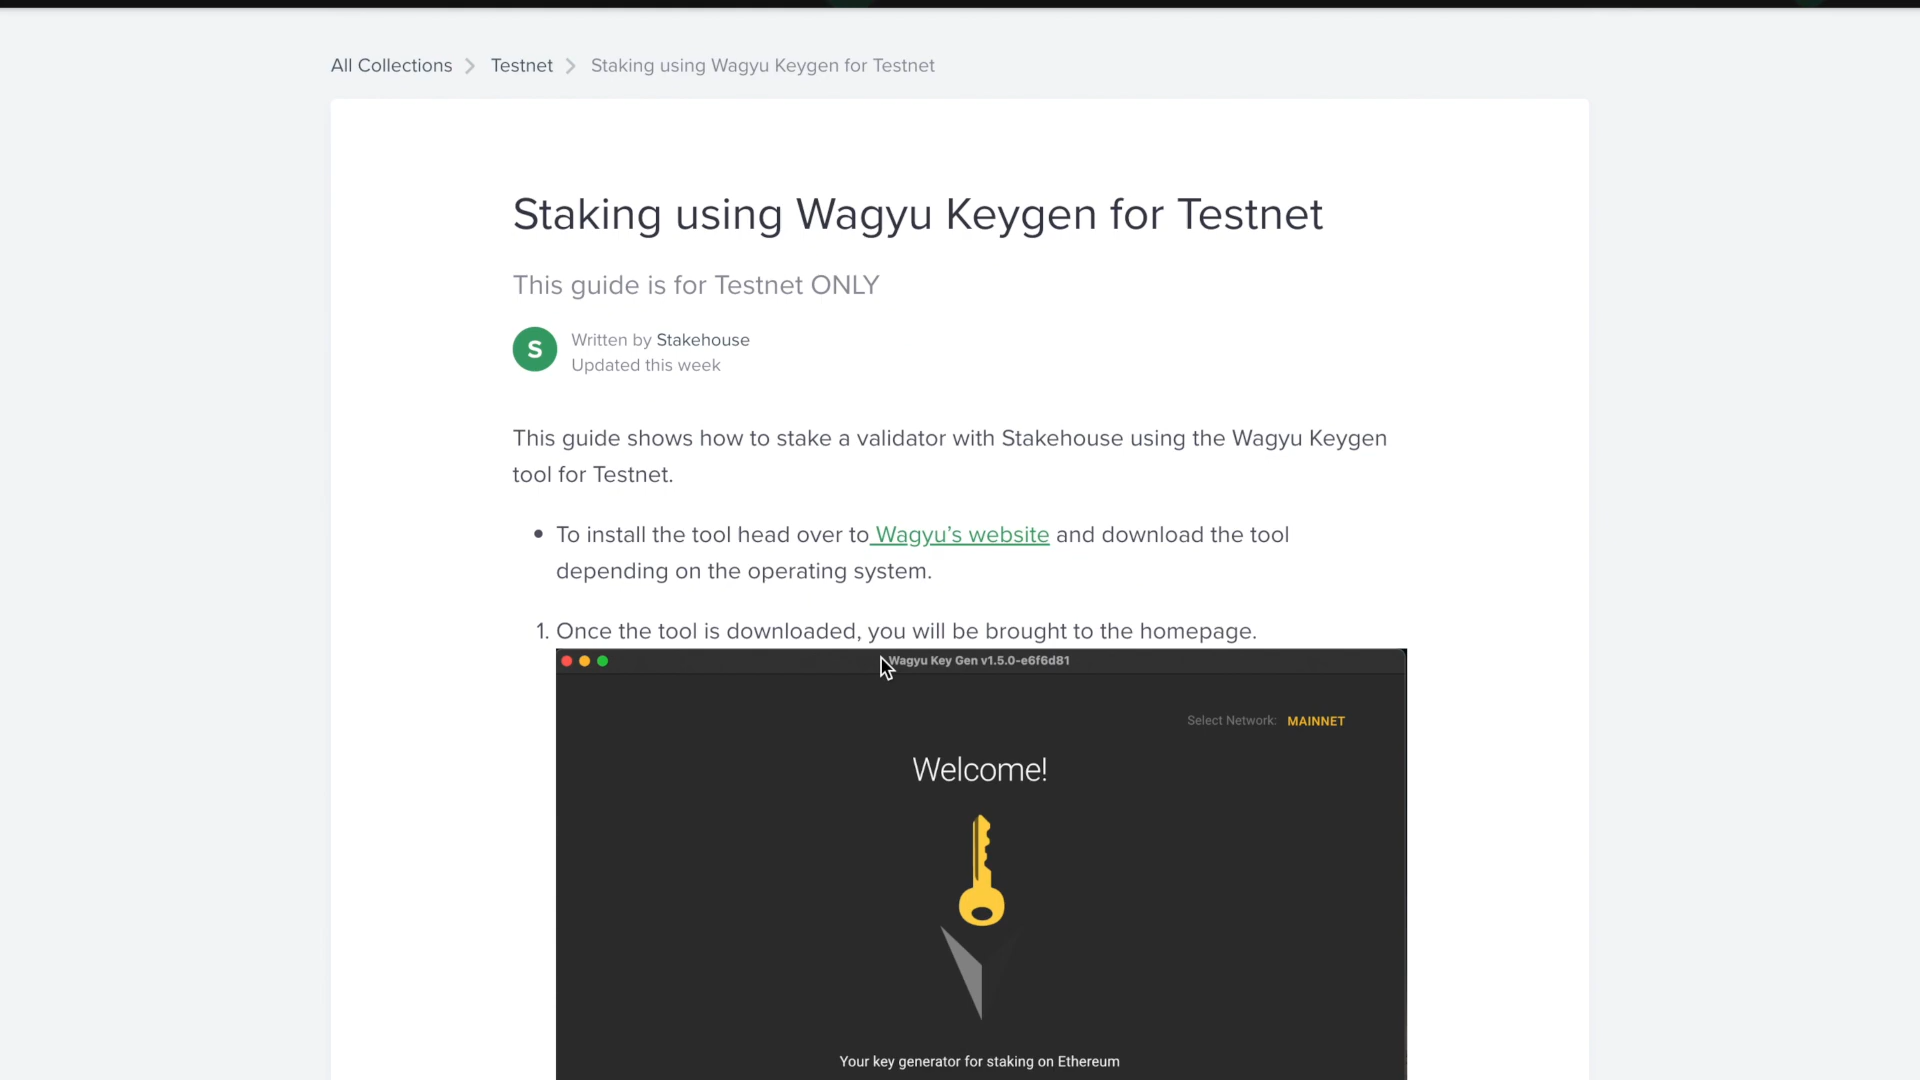 All Collections
Testnet
Staking using Wagyu Keygen for Testnet
Staking using Wagyu Keygen for Testnet
This guide is for Testnet ONLY
S
Written by Stakehouse
Updated this week
This guide shows how to stake a validator with Stakehouse using the Wagyu Keygen
tool for Testnet.
• To install the tool head over to Wagyu’s website and download the tool
depending on the operating system.
1. Once the tool is downloaded, you will be brought to the homepage.
Wagyu Key Gen v1.5.0-e6f6d81
Select Network: MAINNET
Welcome!
Your key generator for staking on Ethereum